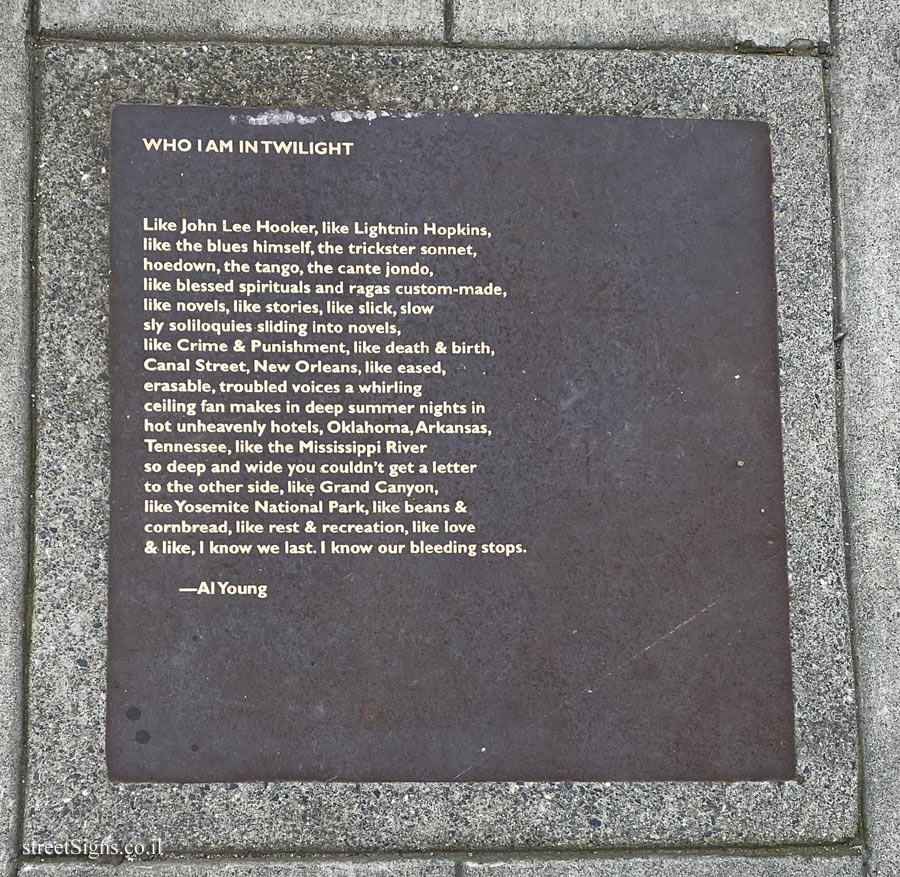 WHO I AM IN TWILIGHT
Like John Lee Hooker, like Lightnin Hopkins,
like the blues himself, the trickster sonnet,
hoedown, the tango, the cante jondo,
like blessed spirituals and ragas custom-made,
like novels, like stories, like slick, slow
sly soliloquies sliding into novels,
like Crime & Punishment, like death & birth,
Canal Street, New Orleans, like eased,
erasable, troubled voices a whirling
ceiling fan makes in deep summer nights in
hot unheavenly hotels, Oklahoma, Arkansas,
Tennessee, like the Mississippi River
so deep and wide you couldn't get a letter
to the other side, like Grand Canyon,
like Yosemite National Park, like beans &
cornbread, like rest & recreation, like love
& like, I know we last. I know our bleeding stops.
—Al Young
streetSigns.co.il